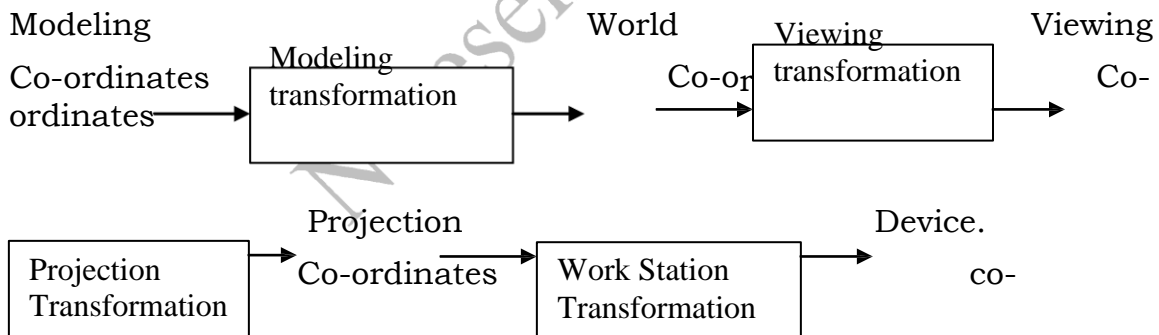 Modeling World Viewing
Modeling Viewing
Co-ordinates transformation Co-or transformation Co-
ordinates
Projection Device.
Projection Co-ordinates Work Station co-
Transformation Transformation